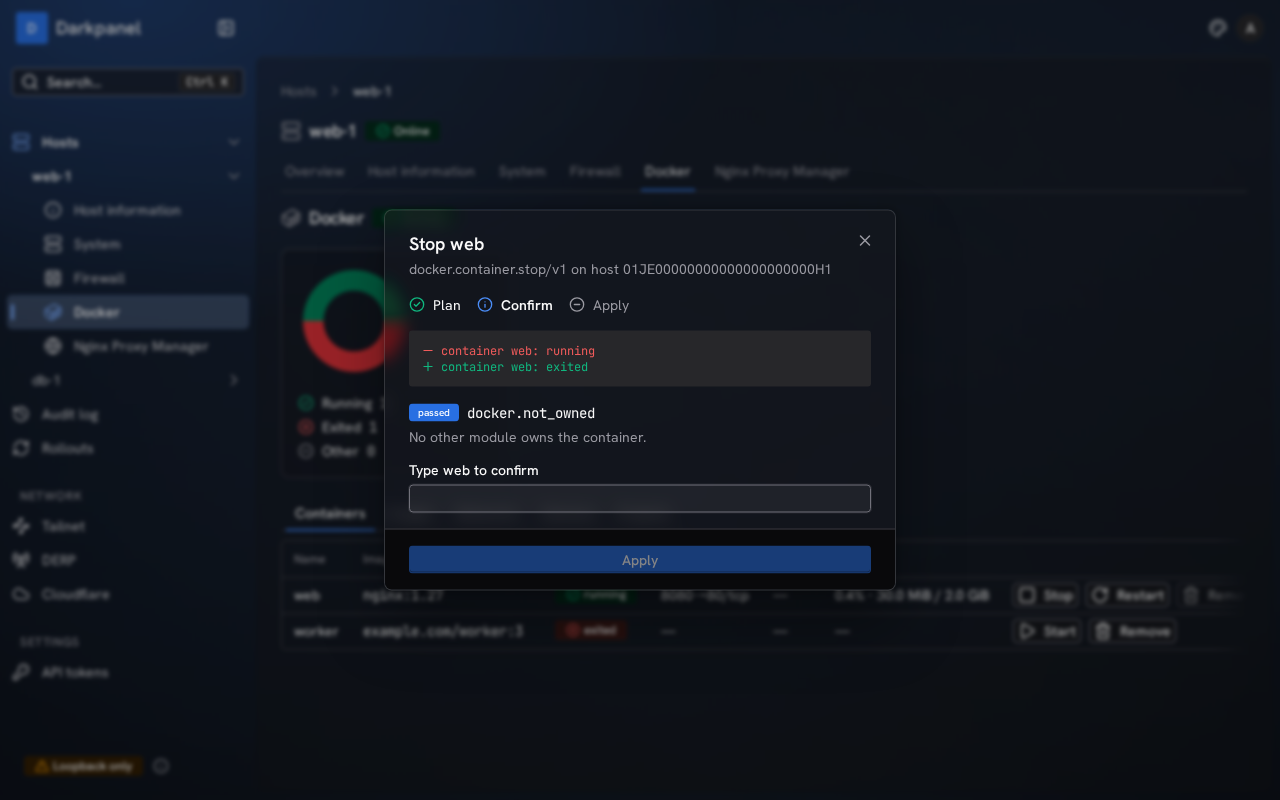 D Darkpanel
A
Search... Ctrl K
Hosts
web-1
Host information
System
Firewall
Docker
Nginx Proxy Manager
db-1
Audit log
Rollouts
NETWORK
Tailnet
DERP
Cloudflare
SETTINGS
API tokens
Loopback only
Hosts > web-1
web-1 Online
Overview Host information System Firewall Docker Nginx Proxy Manager
Docker
Running
Exited 1
Other 0
Containers
Name
web nginx:1.27 running 8080→80/tcp — 0.4% · 30.0 MiB / 2.0 GiB Stop Restart
worker example.com/worker:3 exited — — — Start Remove
Stop web
docker.container.stop/v1 on host 01JE00000000000000000000H1
Plan Confirm Apply
− container web: running
+ container web: exited
passed docker.not_owned
No other module owns the container.
Type web to confirm
Apply